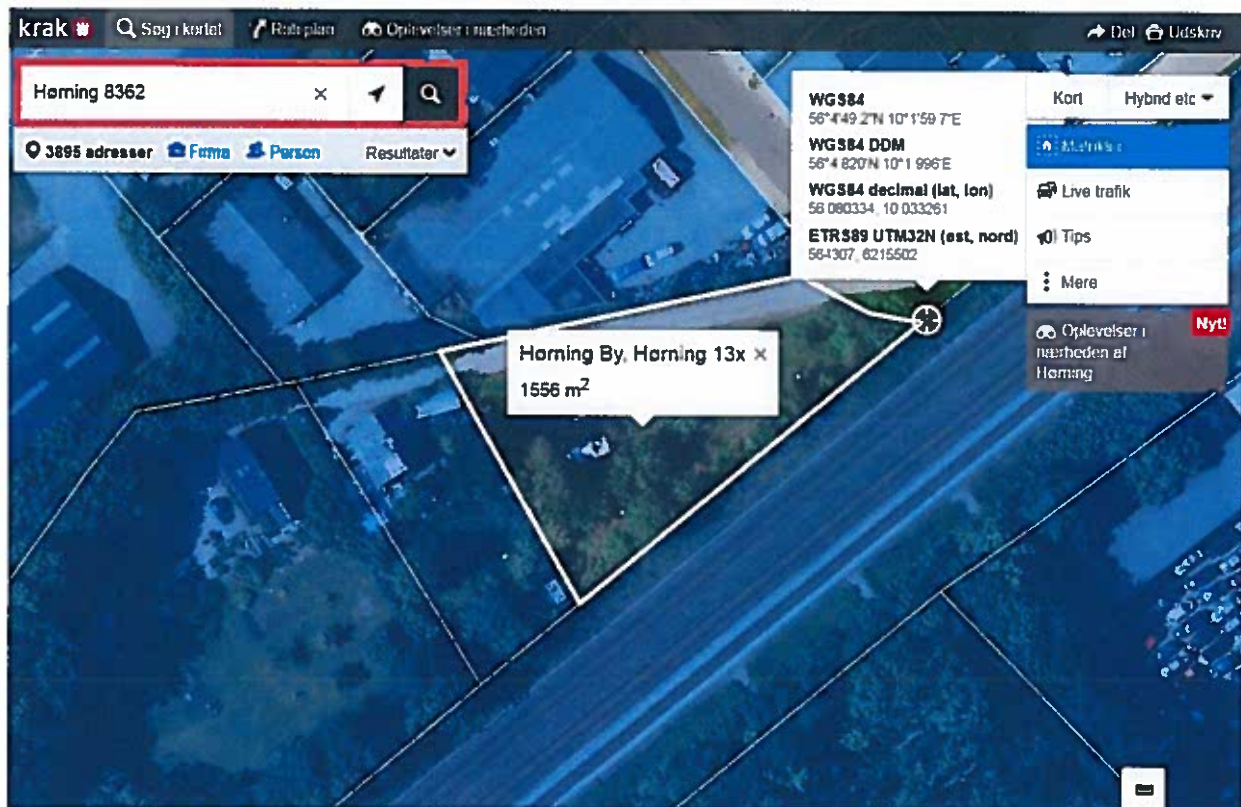 krak Søg i kortet Ruteplan Oplevelser i nærheden Del Udskriv
Hørning 8362
3895 adresser Firma Person Resultater
WGS84
56°4'49.2"N 10°1'59.7"E
WGS84 DDM
56°4.820'N 10°1.996'E
WGS84 decimal (lat, lon)
56.080334, 10.033261
ETRS89 UTM32N (øst, nord)
564307, 6215502
Kort Hybrid etc
Matrikler
Live trafik
Tips
Mere
Nyt!
Oplevelser i
nærheden af
Hørning
Hørning By, Hørning 13x
1556 m²